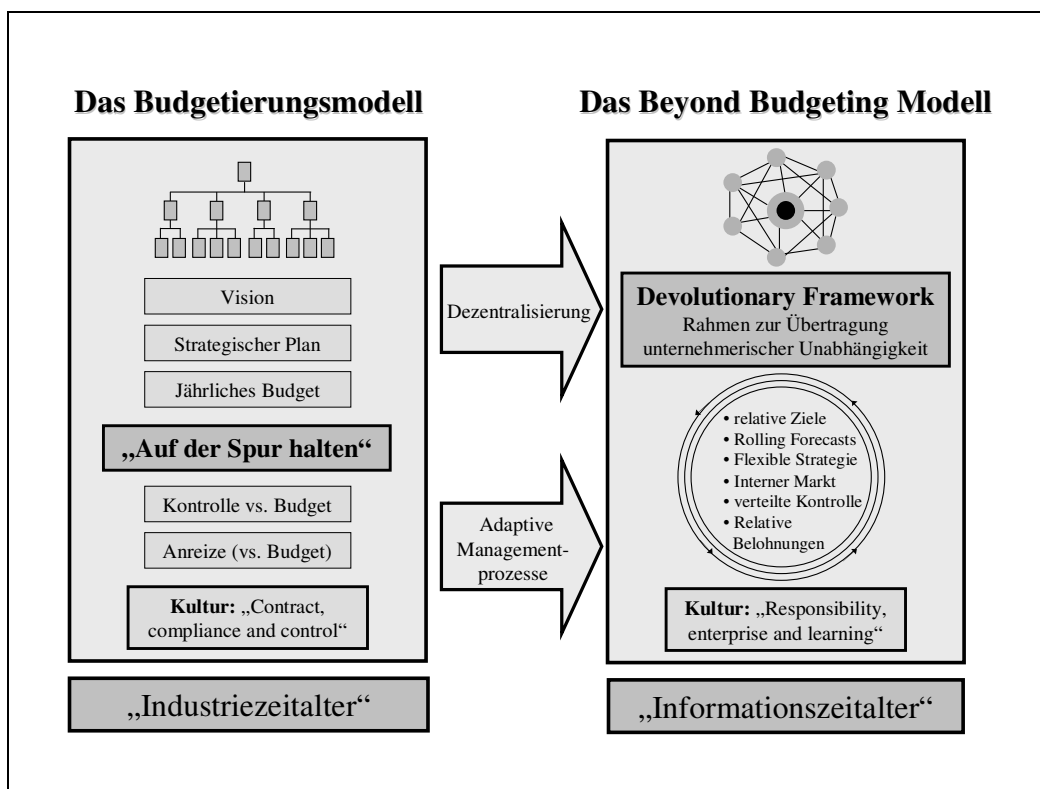 Das Budgetierungsmodell
Vision
Strategischer Plan
Jährliches Budget
„Auf der Spur halten“
Kontrolle vs. Budget
Anreize (vs. Budget)
Kultur: „Contract,
compliance and control“
„Industriezeitalter“
Dezentralisierung
Adaptive
Management-
prozesse
Das Beyond Budgeting Modell
Devolutionary Framework
Rahmen zur Übertragung
unternehmerischer Unabhängigkeit
• relative Ziele
• Rolling Forecasts
• Flexible Strategie
• Interner Markt
• verteilte Kontrolle
• Relative
Belohnungen
Kultur: „Responsibility,
enterprise and learning“
„Informationszeitalter“